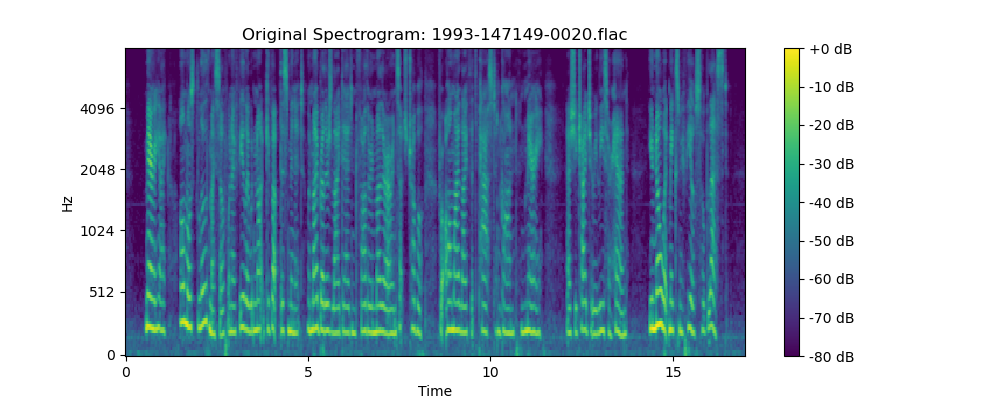 Original Spectrogram: 1993-147149-0020.flac
Hz
4096
2048
1024
512
0
0 5 10 15
Time
+0 dB
-10 dB
-20 dB
-30 dB
-40 dB
-50 dB
-60 dB
-70 dB
-80 dB